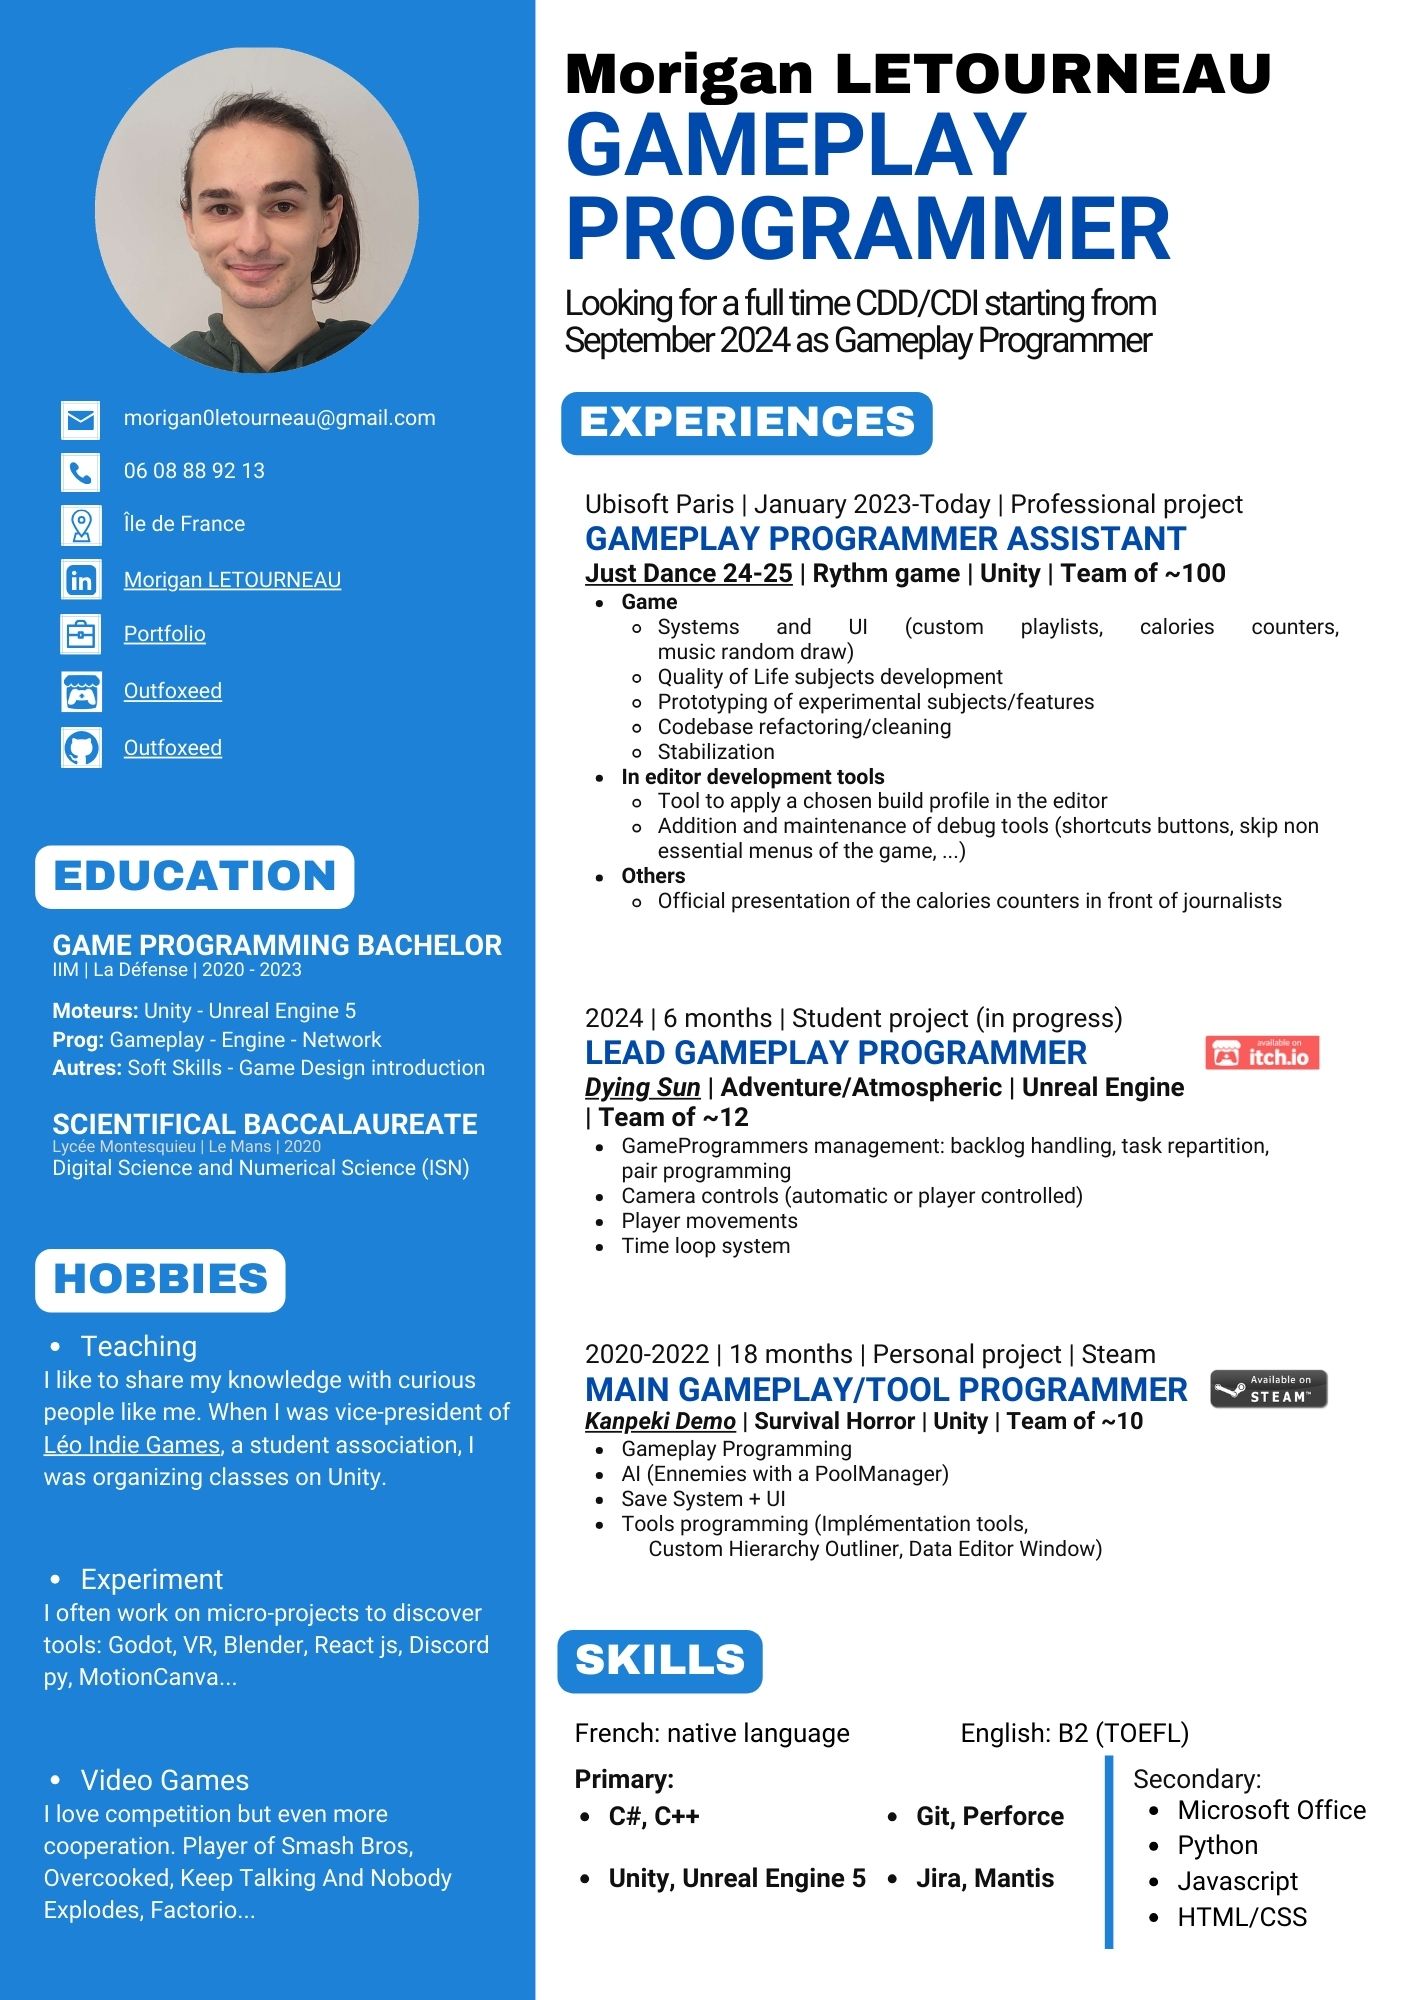 Morigan LETOURNEAU
GAMEPLAY
PROGRAMMER
Looking for a full time CDD/CDI starting from
September 2024 as Gameplay Programmer
morigan0letourneau@gmail.com
06 08 88 92 13
Île de France
Morigan LETOURNEAU
Portfolio
Outfoxeed
Outfoxeed
EDUCATION
GAME PROGRAMMING BACHELOR
IIM | La Défense | 2020 - 2023
Moteurs: Unity - Unreal Engine 5
Prog: Gameplay - Engine - Network
Autres: Soft Skills - Game Design introduction
SCIENTIFICAL BACCALAUREATE
Lycée Montesquieu | Le Mans | 2020
Digital Science and Numerical Science (ISN)
HOBBIES
• Teaching
I like to share my knowledge with curious
people like me. When I was vice-president of
Léo Indie Games, a student association, I
was organizing classes on Unity.
• Experiment
I often work on micro-projects to discover
tools: Godot, VR, Blender, React js, Discord
py, MotionCanva...
• Video Games
I love competition but even more
cooperation. Player of Smash Bros,
Overcooked, Keep Talking And Nobody
Explodes, Factorio...
EXPERIENCES
Ubisoft Paris | January 2023-Today | Professional project
GAMEPLAY PROGRAMMER ASSISTANT
Just Dance 24-25 | Rythm game | Unity | Team of ~100
• Game
Systems and UI (custom playlists, calories counters,
music random draw)
Quality of Life subjects development
Prototyping of experimental subjects/features
Codebase refactoring/cleaning
Stabilization
• In editor development tools
Tool to apply a chosen build profile in the editor
Addition and maintenance of debug tools (shortcuts buttons, skip non
essential menus of the game, ...)
• Others
Official presentation of the calories counters in front of journalists
2024 | 6 months | Student project (in progress)
LEAD GAMEPLAY PROGRAMMER
available on
itch.io
Dying Sun | Adventure/Atmospheric | Unreal Engine
| Team of ~12
• GameProgrammers management: backlog handling, task repartition,
pair programming
• Camera controls (automatic or player controlled)
• Player movements
• Time loop system
2020-2022 | 18 months | Personal project | Steam
MAIN GAMEPLAY/TOOL PROGRAMMER
Available on
STEAM™
Kanpeki Demo | Survival Horror | Unity | Team of ~10
• Gameplay Programming
• AI (Ennemies with a PoolManager)
• Save System + UI
• Tools programming (Implémentation tools,
Custom Hierarchy Outliner, Data Editor Window)
SKILLS
French: native language English: B2 (TOEFL)
Primary:
• C#, C++
• Unity, Unreal Engine 5
• Git, Perforce
• Jira, Mantis
Secondary:
• Microsoft Office
• Python
• Javascript
• HTML/CSS